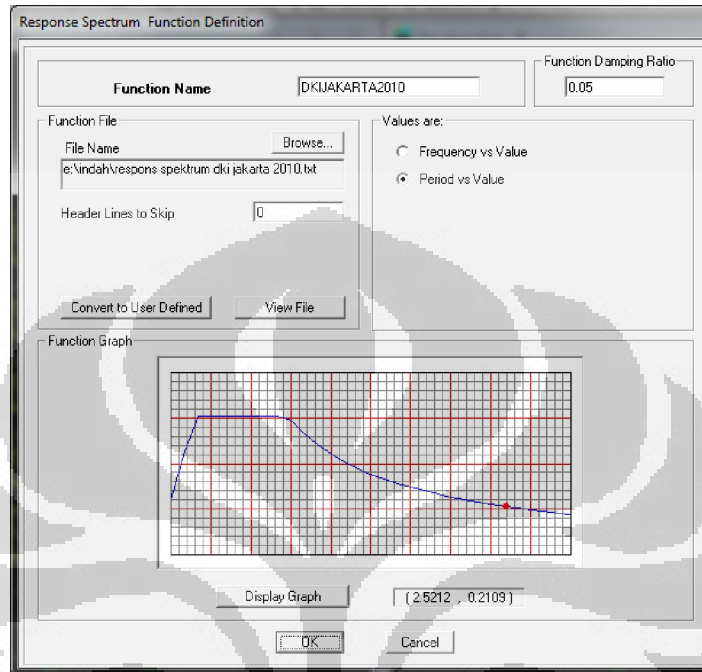 Response Spectrum Function Definition
Function Name
DKIJAKARTA2010
Function Damping Ratio
0.05
Function File
File Name
Browse...
e:\indah\respons spektrum dki jakarta 2010.txt
Header Lines to Skip
0
Convert to User Defined
View File
Values are:
Frequency vs Value
Period vs Value
Function Graph
Display Graph
( 2.5212 , 0.2109 )
OK
Cancel